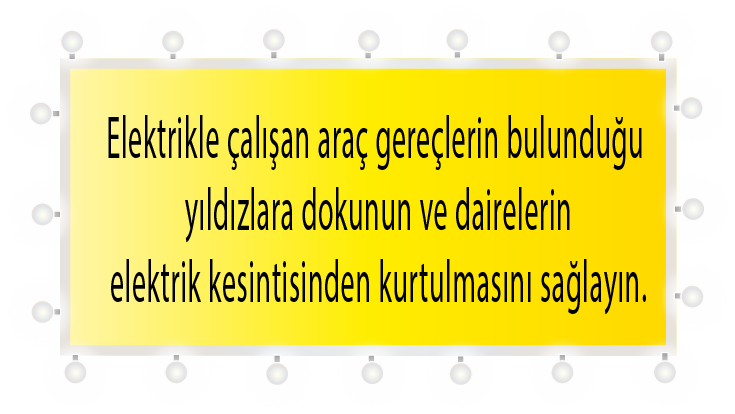 Elektrikle çalışan araç gereçlerin bulunduğu
yıldızlara dokunun ve dairelerin
elektrik kesintisinden kurtulmasını sağlayın.